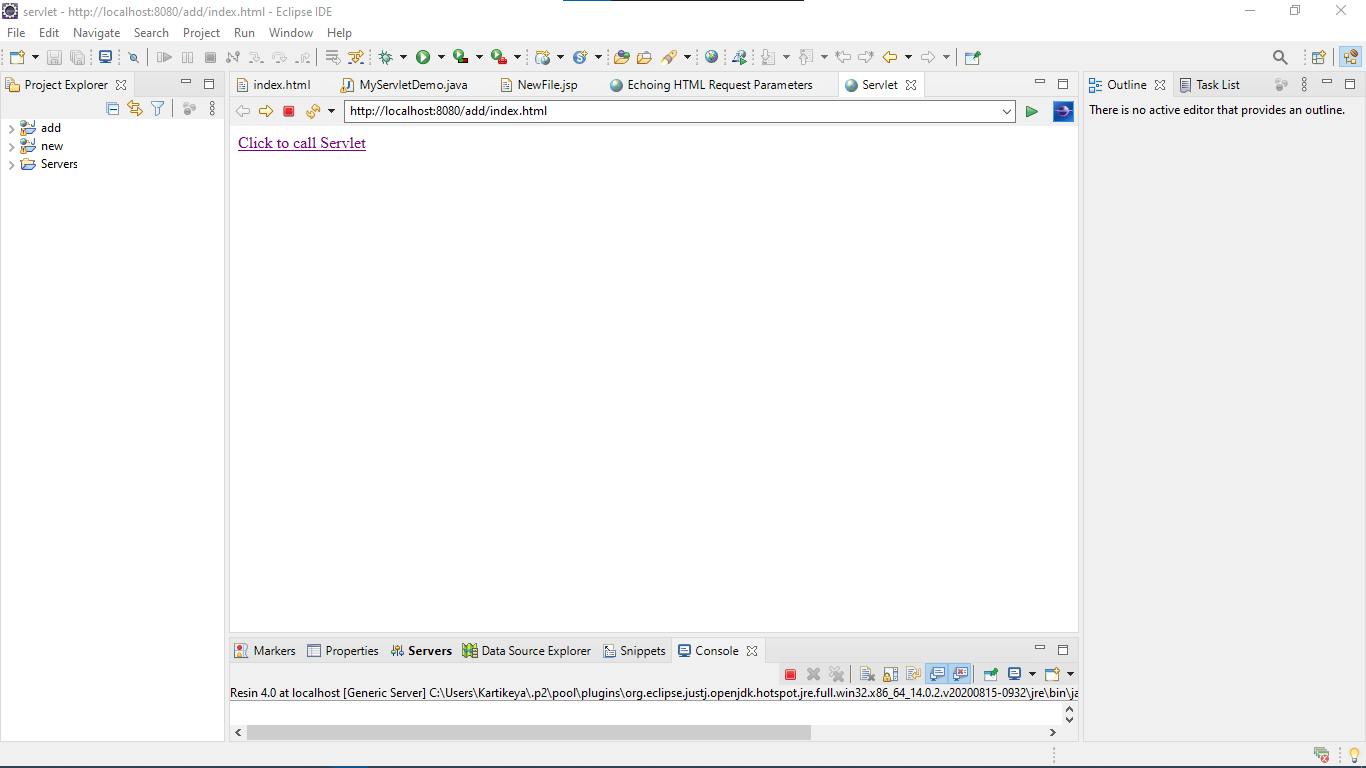 servlet - http://localhost:8080/add/index.html - Eclipse IDE
File Edit Navigate Search Project Run Window Help
Project Explorer
index.html MyServletDemo.java NewFile.jsp Echoing HTML Request Parameters Servlet
Outline Task List
http://localhost:8080/add/index.html
There is no active editor that provides an outline.
add
new
Servers
Click to call Servlet
Markers Properties Servers Data Source Explorer Snippets Console
Resin 4.0 at localhost [Generic Server] C:\Users\Kartikeya\.p2\pool\plugins\org.eclipse.justj.openjdk.hotspot.jre.full.win32.x86_64_14.0.2.v20200815-0932\jre\bin\ja